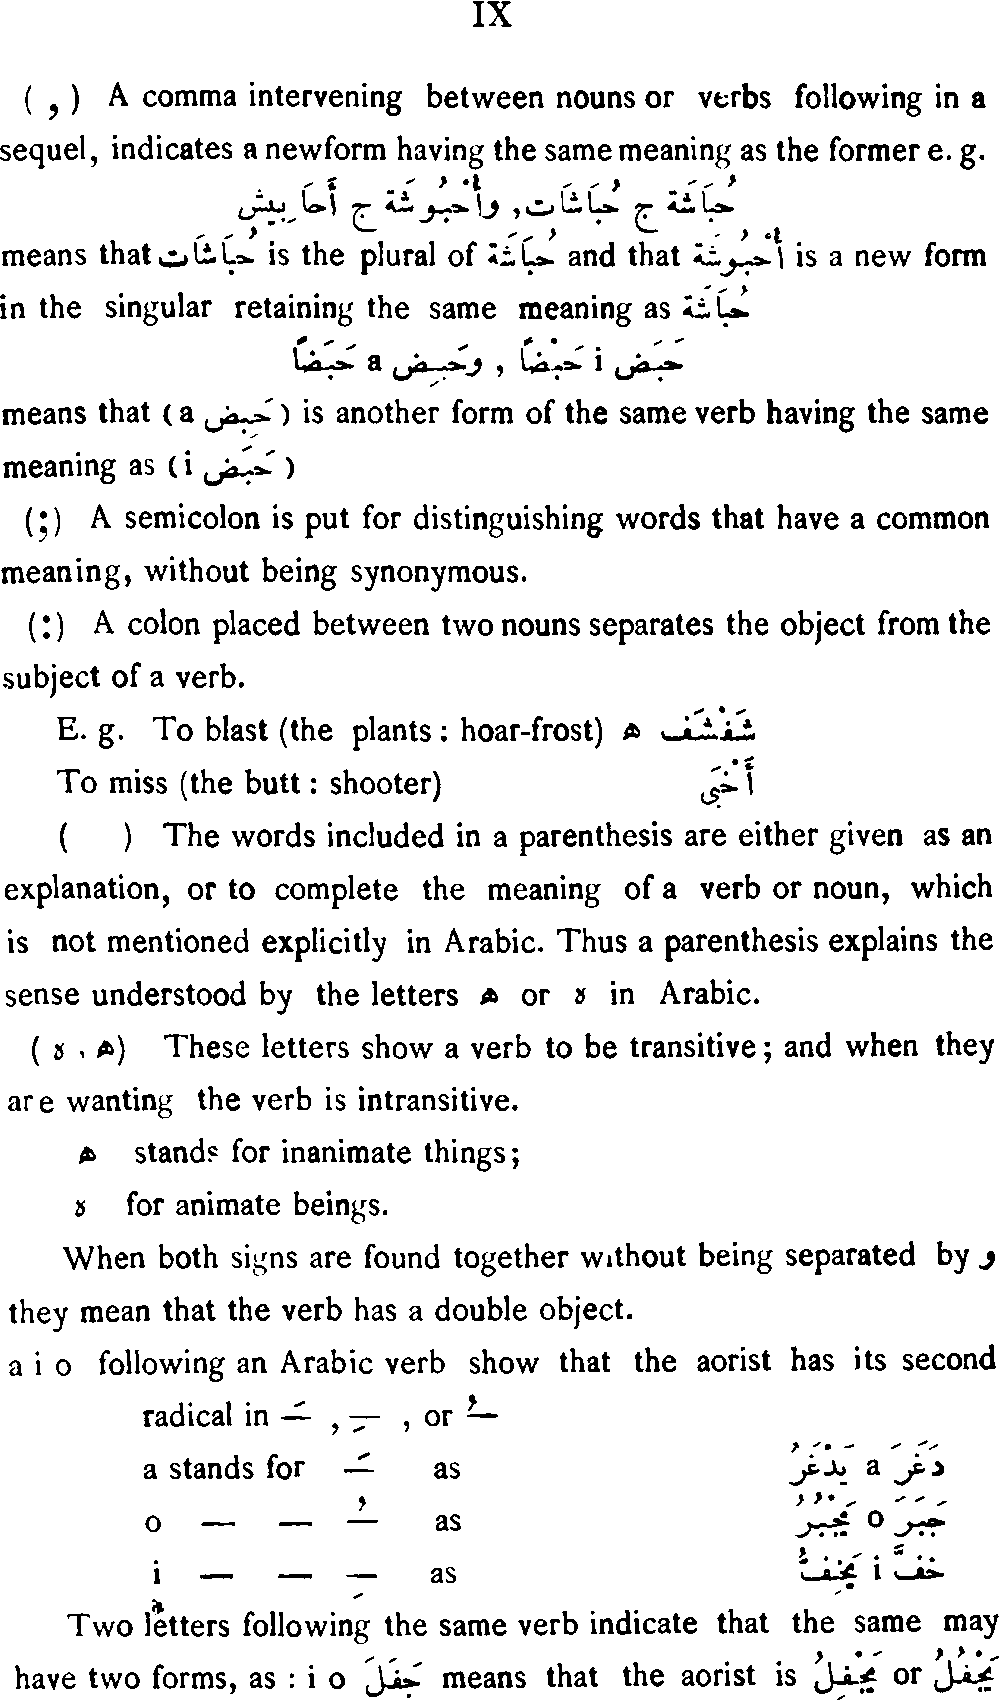 IX
( , ) A comma intervening between nouns or verbs following in a
sequel, indicates a newform having the same meaning as the former e. g.
حُبَاشَة ج حُبَاشَات, وأُحْبُوشَة ج أَحَابِيش
means that حُبَاشَات is the plural of حُبَاشَة and that أُحْبُوشَة is a new form
in the singular retaining the same meaning as حُبَاشَة
حَبَض i حَبْضًا , وحَبِض a حَبَضًا
means that ( a حَبِض ) is another form of the same verb having the same
meaning as ( i حَبَض )
(;) A semicolon is put for distinguishing words that have a common
meaning, without being synonymous.
(:) A colon placed between two nouns separates the object from the
subject of a verb.
E. g. To blast (the plants : hoar-frost) ه شَفْشَف
To miss (the butt : shooter) أَخْبَى
( ) The words included in a parenthesis are either given as an
explanation, or to complete the meaning of a verb or noun, which
is not mentioned explicitly in Arabic. Thus a parenthesis explains the
sense understood by the letters ه or ة in Arabic.
( ة , ه) These letters show a verb to be transitive; and when they
are wanting the verb is intransitive.
ه stands for inanimate things;
ة for animate beings.
When both signs are found together without being separated by و
they mean that the verb has a double object.
a i o following an Arabic verb show that the aorist has its second
radical in —َ , —ِ , or —ُ
a stands for —َ as دَغَرَ a يَدْغَرُ
o — — —ُ as جَبَرَ o يَجْبُرُ
i — — —ِ as خَفَّ i يَخِفُّ
Two letters following the same verb indicate that the same may
have two forms, as : i o جَفَلَ means that the aorist is يَجْفِلُ or يَجْفُلُ